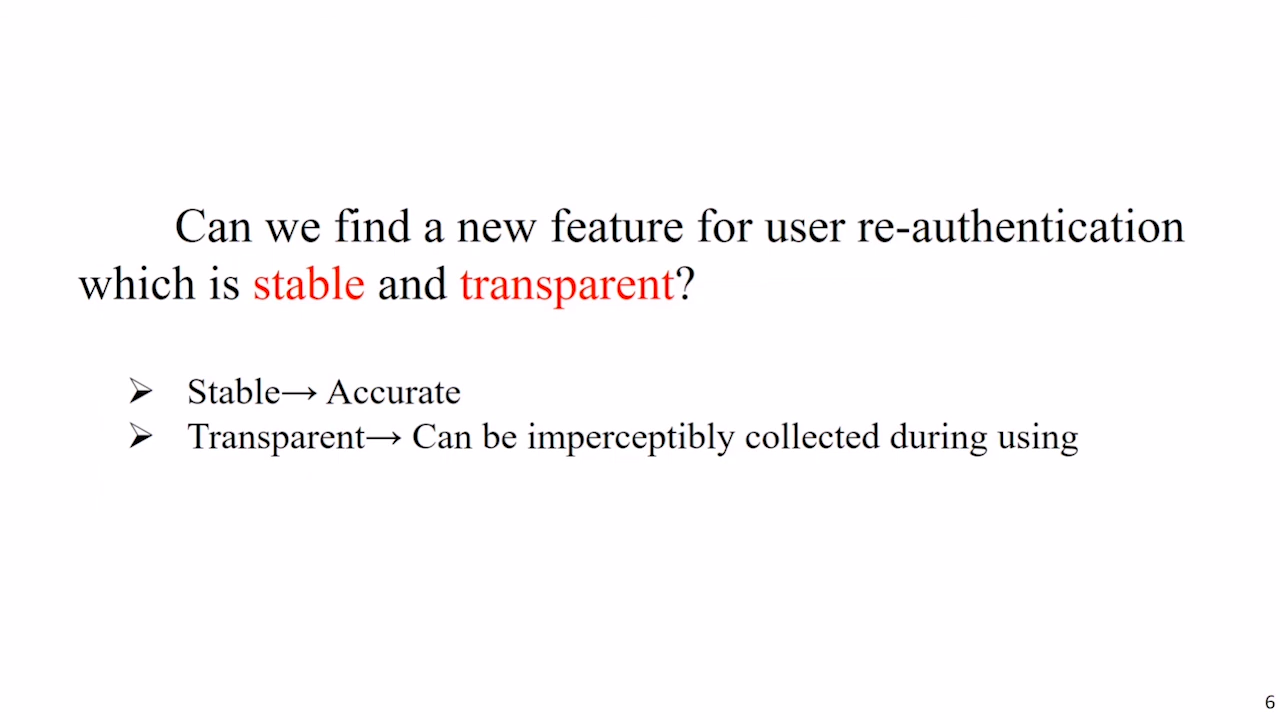 Can we find a new feature for user re-authentication
which is stable and transparent?
➢ Stable→ Accurate
➢ Transparent→ Can be imperceptibly collected during using
6